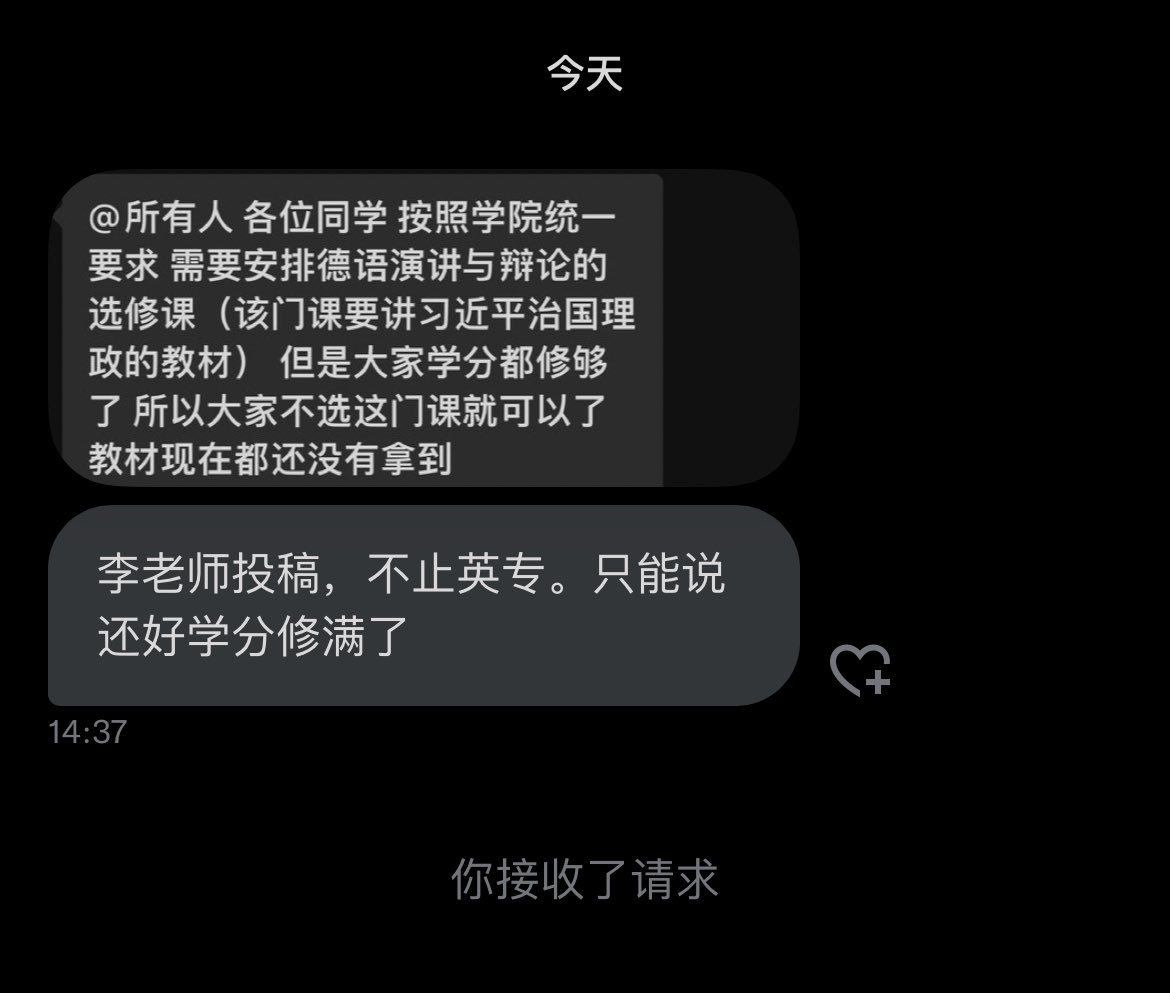 今天
@所有人 各位同学 按照学院统一
要求 需要安排德语演讲与辩论的
选修课（该门课要讲习近平治国理
政的教材） 但是大家学分都修够
了 所以大家不选这门课就可以了
教材现在都还没有拿到
李老师投稿，不止英专。只能说
还好学分修满了
14:37
你接收了请求